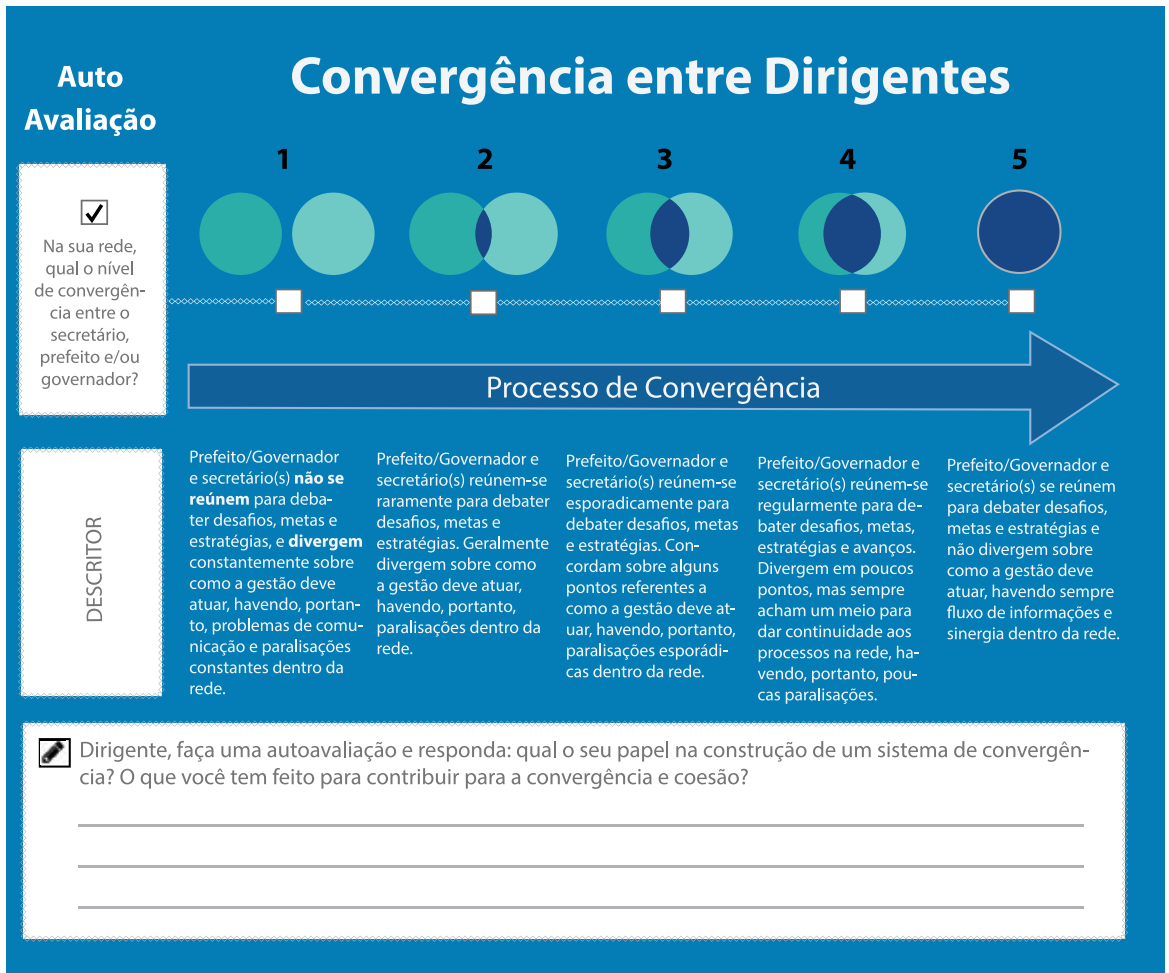 Auto
Avaliação
Convergência entre Dirigentes
1
2
3
4
5
Na sua rede,
qual o nível
de convergên-
cia entre o
secretário,
prefeito e/ou
governador?
Processo de Convergência
DESCRITOR
Prefeito/Governador
e secretário(s) não se
reúnem para deba-
ter desafios, metas e
estratégias, e divergem
constantemente sobre
como a gestão deve
atuar, havendo, portan-
to, problemas de comu-
nicação e paralisações
constantes dentro da
rede.
Prefeito/Governador e
secretário(s) reúnem-se
raramente para debater
desafios, metas e
estratégias. Geralmente
divergem sobre como
a gestão deve atuar,
havendo, portanto,
paralisações dentro da
rede.
Prefeito/Governador e
secretário(s) reúnem-se
esporadicamente para
debater desafios, metas
e estratégias. Con-
cordam sobre alguns
pontos referentes a
como a gestão deve at-
uar, havendo, portanto,
paralisações esporádi-
cas dentro da rede.
Prefeito/Governador e
secretário(s) reúnem-se
regularmente para de-
bater desafios, metas,
estratégias e avanços.
Divergem em poucos
pontos, mas sempre
acham um meio para
dar continuidade aos
processos na rede, ha-
vendo, portanto, pou-
cas paralisações.
Prefeito/Governador e
secretário(s) se reúnem
para debater desafios,
metas e estratégias e
não divergem sobre
como a gestão deve
atuar, havendo sempre
fluxo de informações e
sinergia dentro da rede.
Dirigente, faça uma autoavaliação e responda: qual o seu papel na construção de um sistema de convergên-
cia? O que você tem feito para contribuir para a convergência e coesão?